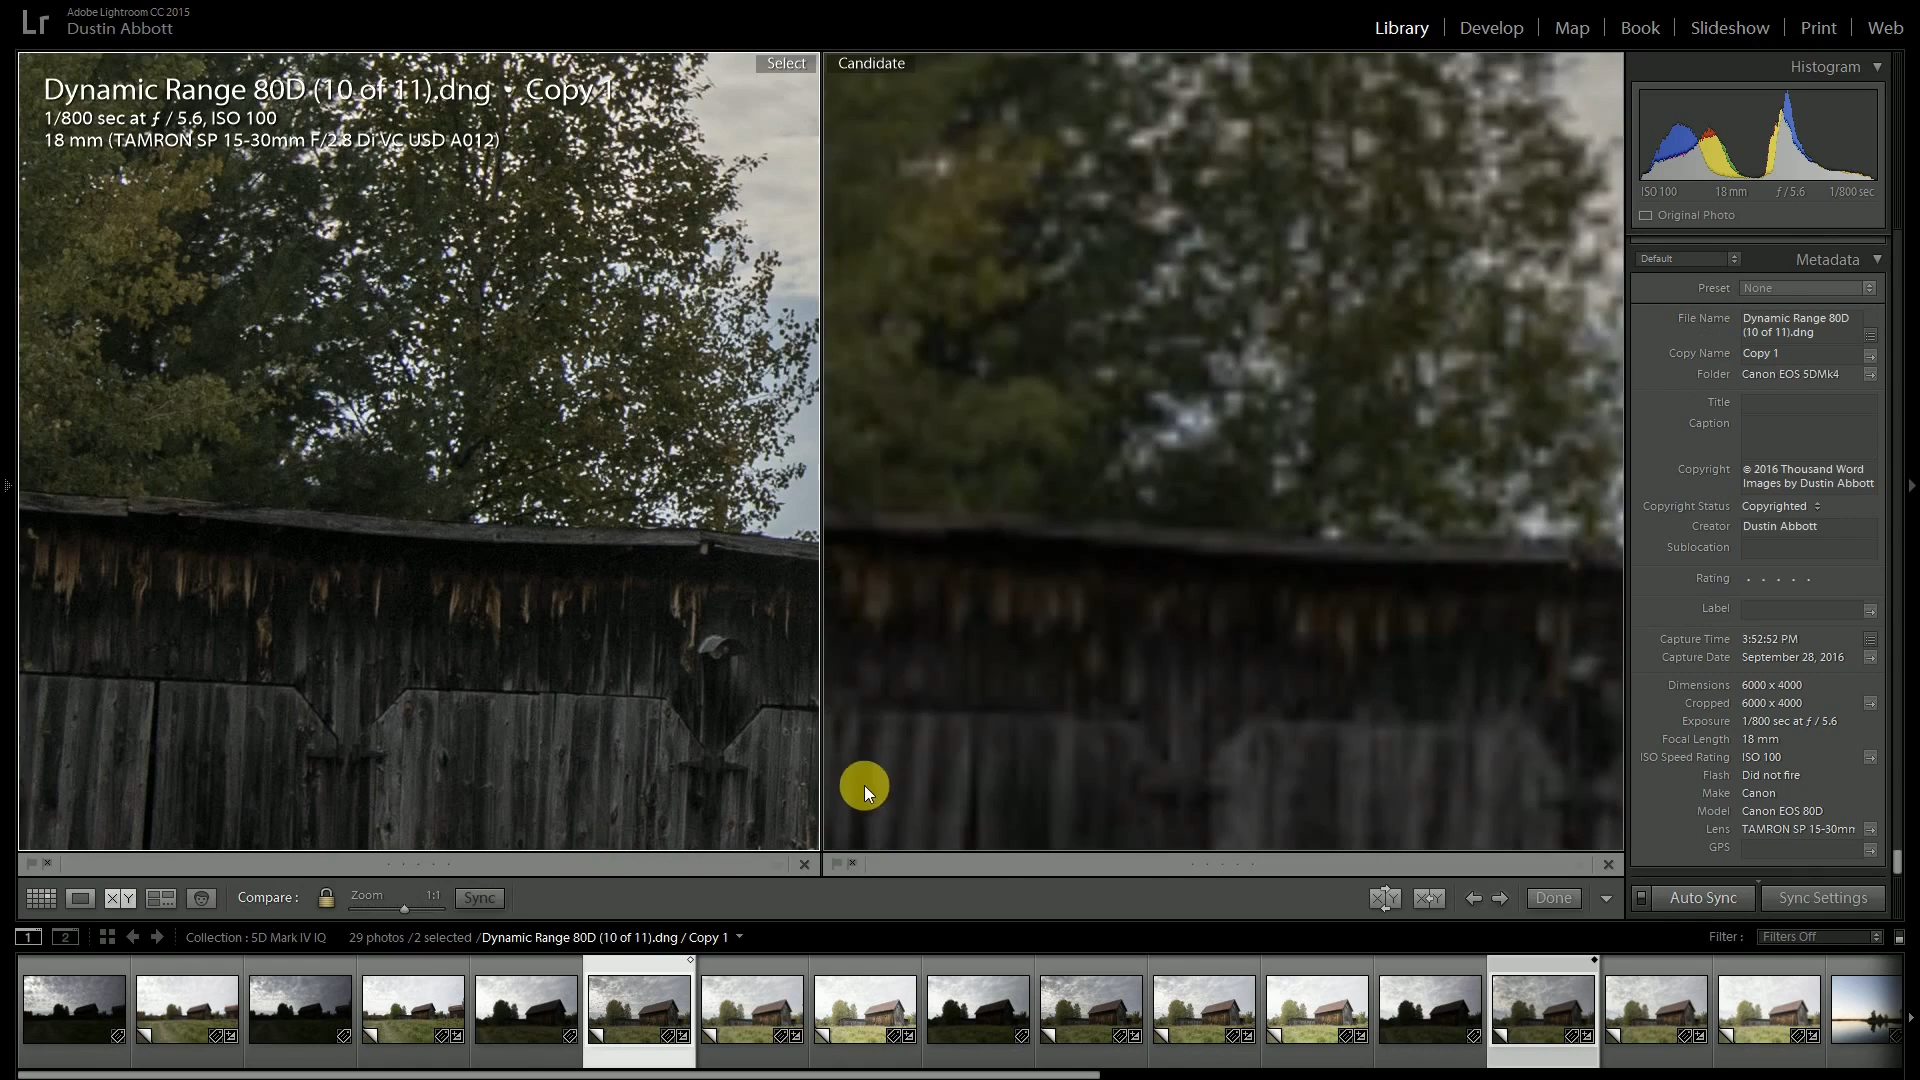 Lr
Adobe Lightroom CC 2015
Dustin Abbott
Library
Develop
Map
Book
Slideshow
Print
Web
Select
Candidate
Dynamic Range 80D (10 of 11).dng • Copy 1
1/800 sec at ƒ / 5.6, ISO 100
18 mm (TAMRON SP 15-30mm F/2.8 Di VC USD A012)
Histogram
ISO 100
18 mm
ƒ / 5.6
1/800 sec
Original Photo
Default
Metadata
Preset None
File Name Dynamic Range 80D
(10 of 11).dng
Copy Name Copy 1
Folder Canon EOS 5DMk4
Title
Caption
Copyright © 2016 Thousand Word
Images by Dustin Abbott
Copyright Status Copyrighted
Creator Dustin Abbott
Sublocation
Rating
Label
Capture Time 3:52:52 PM
Capture Date September 28, 2016
Dimensions 6000 x 4000
Cropped 6000 x 4000
Exposure 1/800 sec at ƒ / 5.6
Focal Length 18 mm
ISO Speed Rating ISO 100
Flash Did not fire
Make Canon
Model Canon EOS 80D
Lens TAMRON SP 15-30mm
GPS
XY
Compare :
Zoom
1:1
Sync
Done
Auto Sync
Sync Settings
1
2
Collection : 5D Mark IV IQ
29 photos /2 selected /Dynamic Range 80D (10 of 11).dng / Copy 1
Filter :
Filters Off